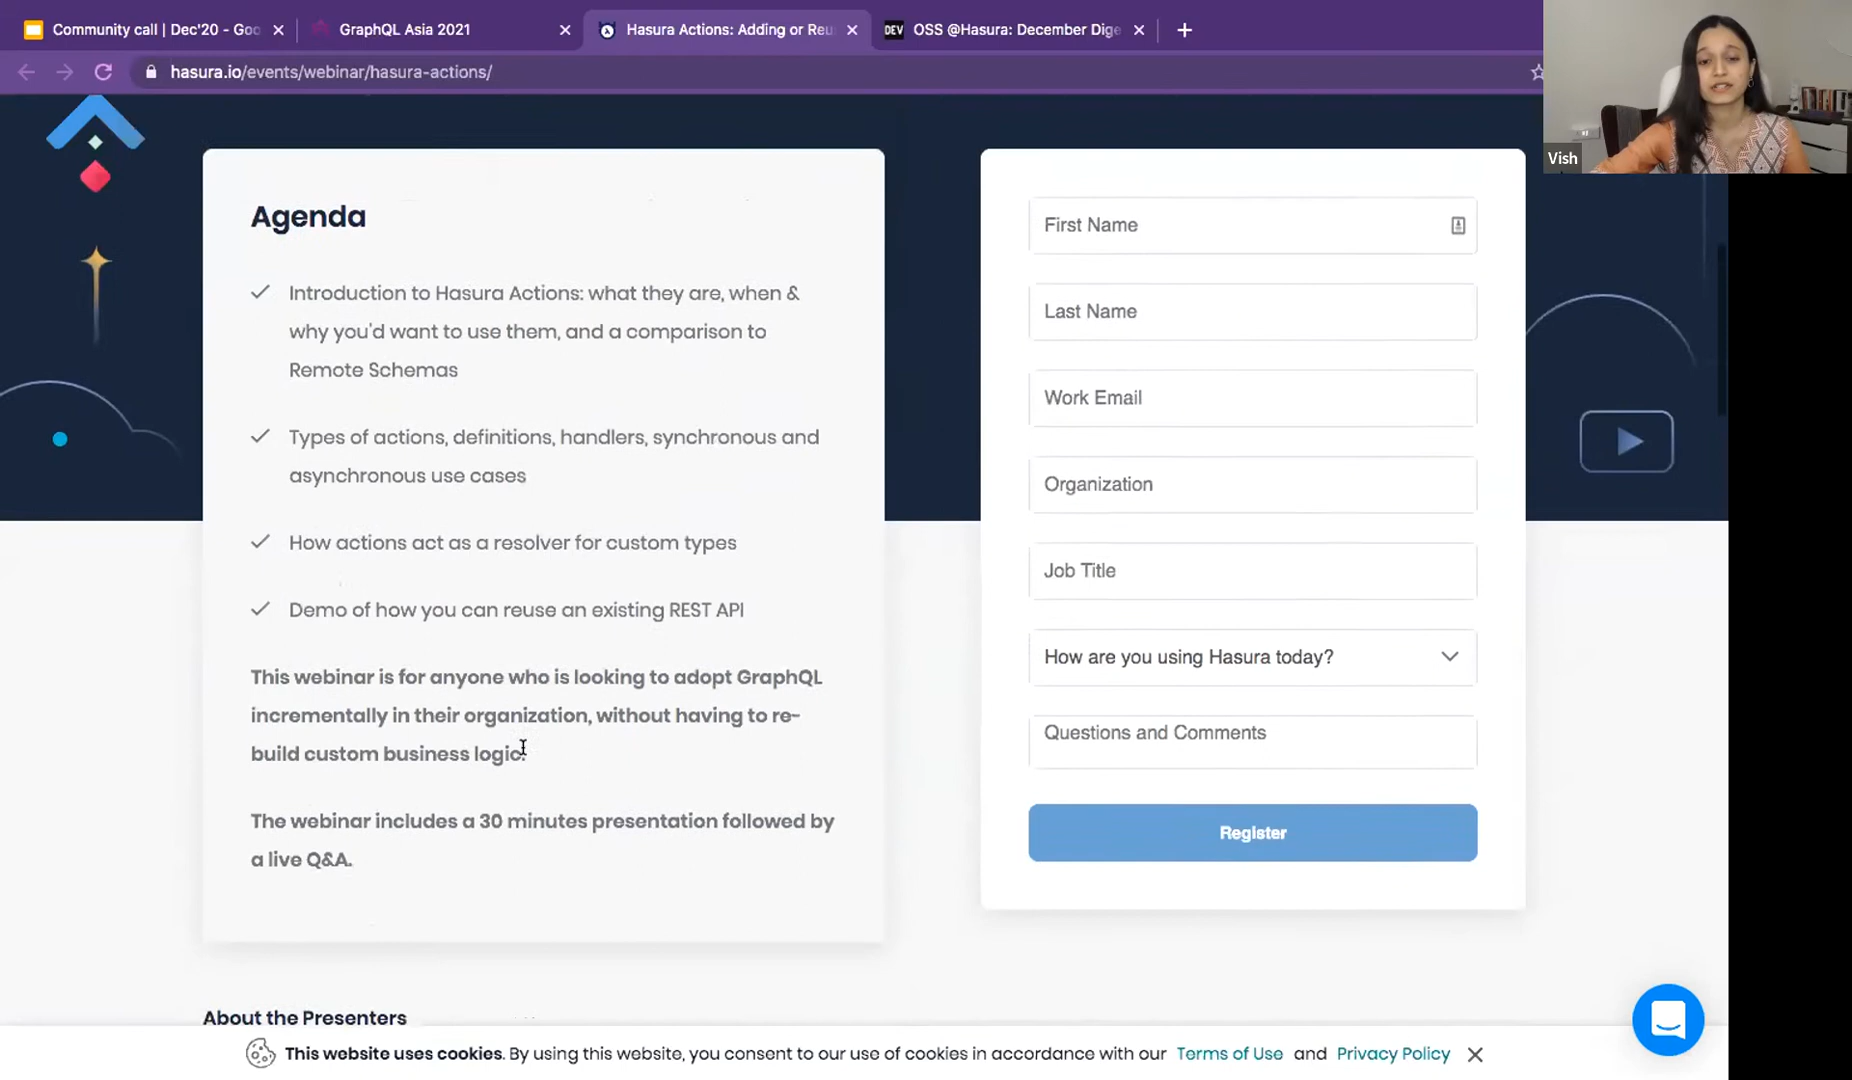 Community call | Dec'20 - Goo
GraphQL Asia 2021
Hasura Actions: Adding or Reu
DEV OSS @Hasura: December Dige
hasura.io/events/webinar/hasura-actions/
Vish
Agenda
Introduction to Hasura Actions: what they are, when &
why you'd want to use them, and a comparison to
Remote Schemas
Types of actions, definitions, handlers, synchronous and
asynchronous use cases
How actions act as a resolver for custom types
Demo of how you can reuse an existing REST API
This webinar is for anyone who is looking to adopt GraphQL
incrementally in their organization, without having to re-
build custom business logic.
The webinar includes a 30 minutes presentation followed by
a live Q&A.
First Name
Last Name
Work Email
Organization
Job Title
How are you using Hasura today?
Questions and Comments
Register
About the Presenters
This website uses cookies. By using this website, you consent to our use of cookies in accordance with our Terms of Use and Privacy Policy